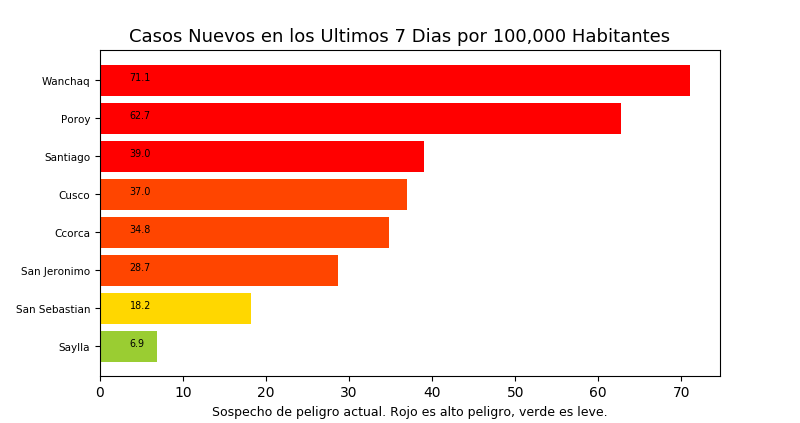 Casos Nuevos en los Ultimos 7 Dias por 100,000 Habitantes
Wanchaq 71.1
Poroy 62.7
Santiago 39.0
Cusco 37.0
Ccorca 34.8
San Jeronimo 28.7
San Sebastian 18.2
Saylla 6.9
0 10 20 30 40 50 60 70
Sospecho de peligro actual. Rojo es alto peligro, verde es leve.